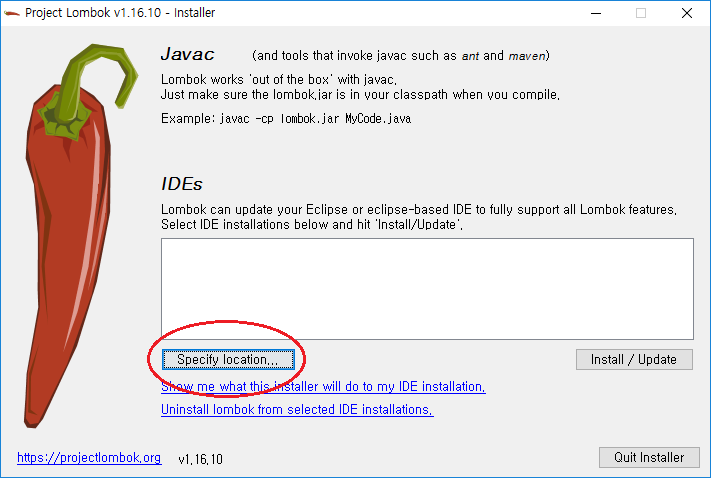 Project Lombok v1.16.10 - Installer
Javac (and tools that invoke javac such as ant and maven)
Lombok works 'out of the box' with javac.
Just make sure the lombok.jar is in your classpath when you compile.
Example: javac -cp lombok.jar MyCode.java
IDEs
Lombok can update your Eclipse or eclipse-based IDE to fully support all Lombok features.
Select IDE installations below and hit 'Install/Update'.
Specify location... Install / Update
Show me what this installer will do to my IDE installation.
Uninstall lombok from selected IDE installations.
https://projectlombok.org v1.16.10 Quit Installer